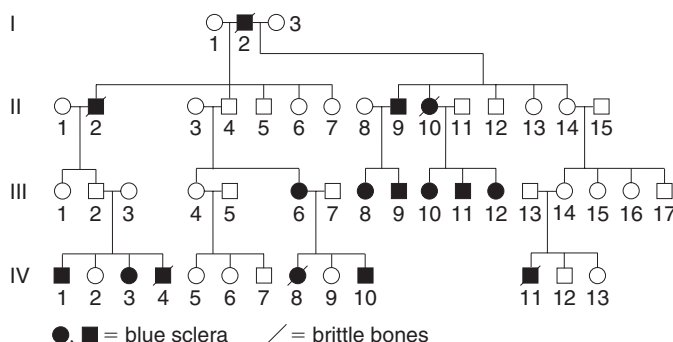 I
1 2 3
II
1 2 3 4 5 6 7 8 9 10 11 12 13 14 15
III
1 2 3 4 5 6 7 8 9 10 11 12 13 14 15 16 17
IV
1 2 3 4 5 6 7 8 9 10 11 12 13
, = blue sclera / = brittle bones